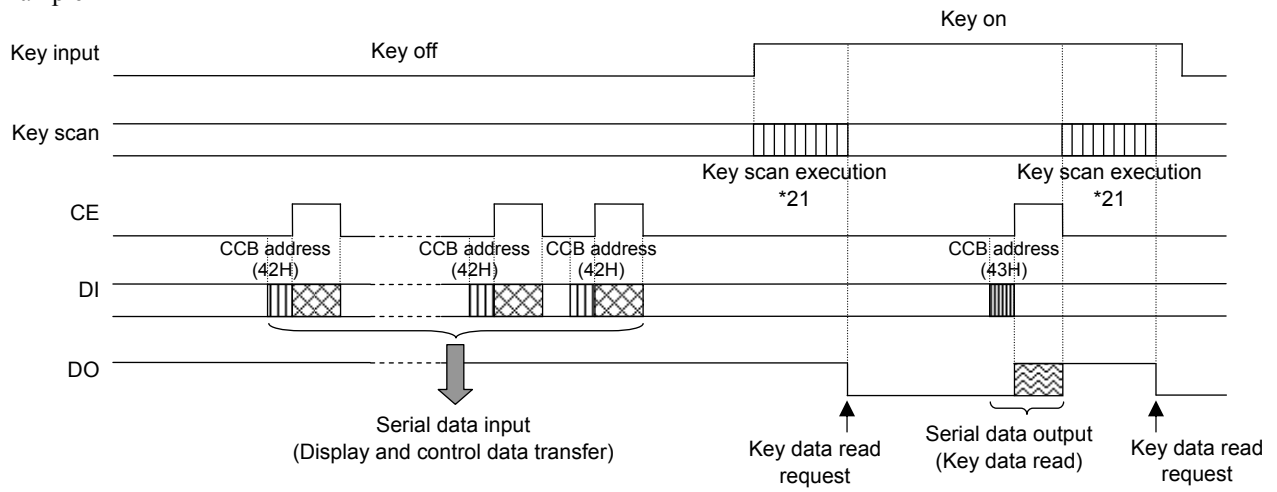 Key on
Key input
Key off
Key scan
Key scan execution
*21
Key scan execution
*21
CE
CCB address
(42H)
CCB address
(42H)
CCB address
(42H)
CCB address
(43H)
DI
DO
Serial data input
(Display and control data transfer)
Key data read
request
Serial data output
(Key data read)
Key data read
request